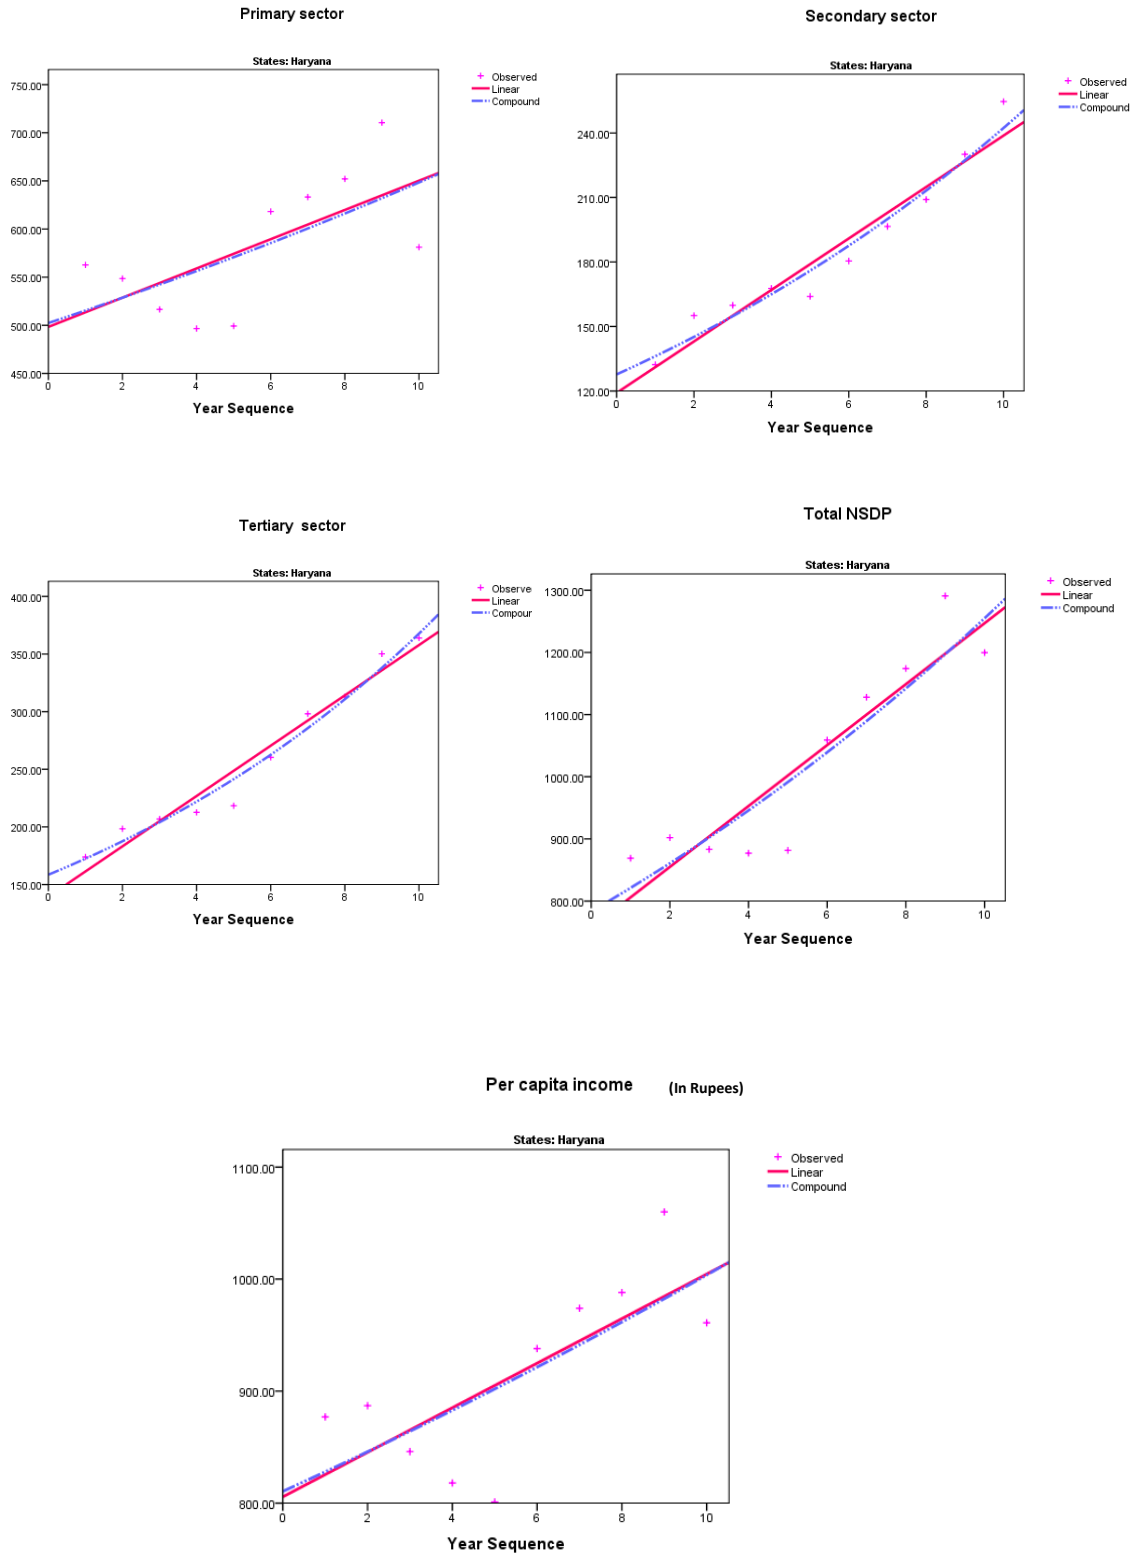 Primary sector
States: Haryana
Observed
Linear
Compound
750.00
700.00
650.00
600.00
550.00
500.00
450.00
0 2 4 6 8 10
Year Sequence
Secondary sector
States: Haryana
Observed
Linear
Compound
240.00
210.00
180.00
150.00
120.00
0 2 4 6 8 10
Year Sequence
Tertiary sector
States: Haryana
Observe
Linear
Compour
400.00
350.00
300.00
250.00
200.00
150.00
0 2 4 6 8 10
Year Sequence
Total NSDP
States: Haryana
Observed
Linear
Compound
1300.00
1200.00
1100.00
1000.00
900.00
800.00
0 2 4 6 8 10
Year Sequence
Per capita income (In Rupees)
States: Haryana
Observed
Linear
Compound
1100.00
1000.00
900.00
800.00
0 2 4 6 8 10
Year Sequence